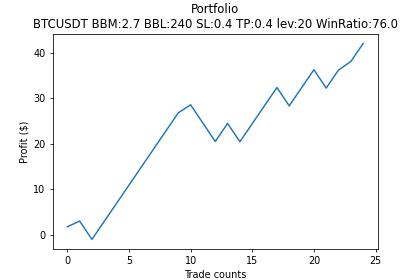 Portfolio
BTCUSDT BBM:2.7 BBL:240 SL:0.4 TP:0.4 lev:20 WinRatio:76.0
40
30
20
10
0
Profit ($)
0 5 10 15 20 25
Trade counts